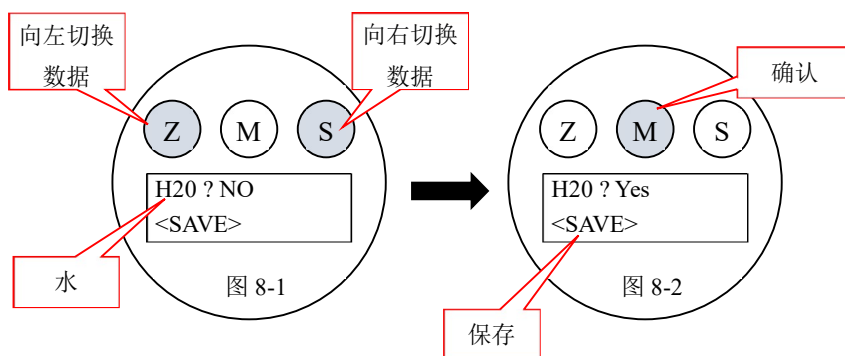 向左切换
数据
向右切换
数据
Z
M
S
H20 ? NO
<SAVE>
水
图 8-1
确认
Z
M
S
H20 ? Yes
<SAVE>
图 8-2
保存